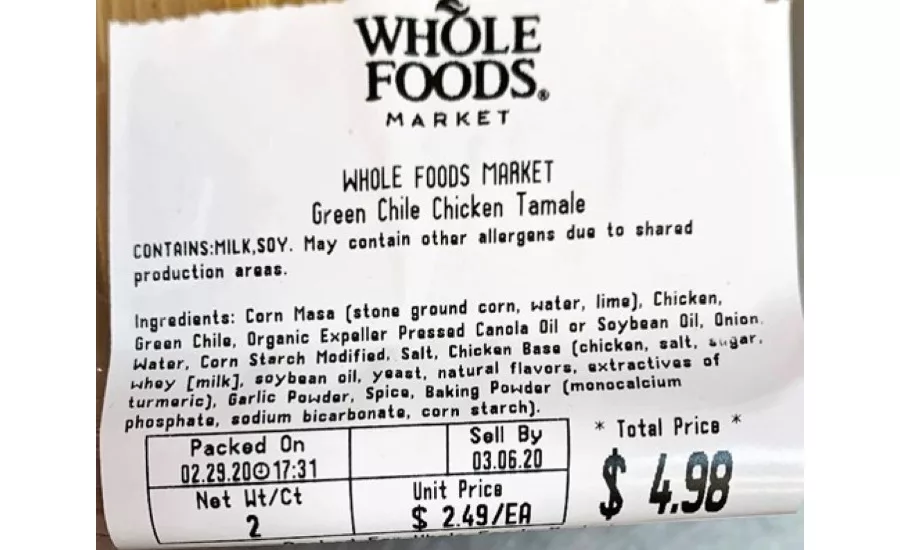 WHOLE
FOODS®
MARKET
WHOLE FOODS MARKET
Green Chile Chicken Tamale
CONTAINS:MILK,SOY. May contain other allergens due to shared
production areas.
Ingredients: Corn Masa (stone ground corn, water, lime), Chicken,
Green Chile, Organic Expeller Pressed Canola Oil or Soybean Oil, Onion.
Water, Corn Starch Modified. Salt, Chicken Base (chicken, salt, sugar,
whey [milk], soybean oil, yeast, natural flavors, extractives of
turmeric), Garlic Powder, Spice, Baking Powder (monocalcium
phosphate, sodium bicarbonate, corn starch).
Packed On
02.29.20 17:31
Sell By
03.06.20
* Total Price *
$ 4.98
Net Wt/Ct
2
Unit Price
$ 2.49/EA